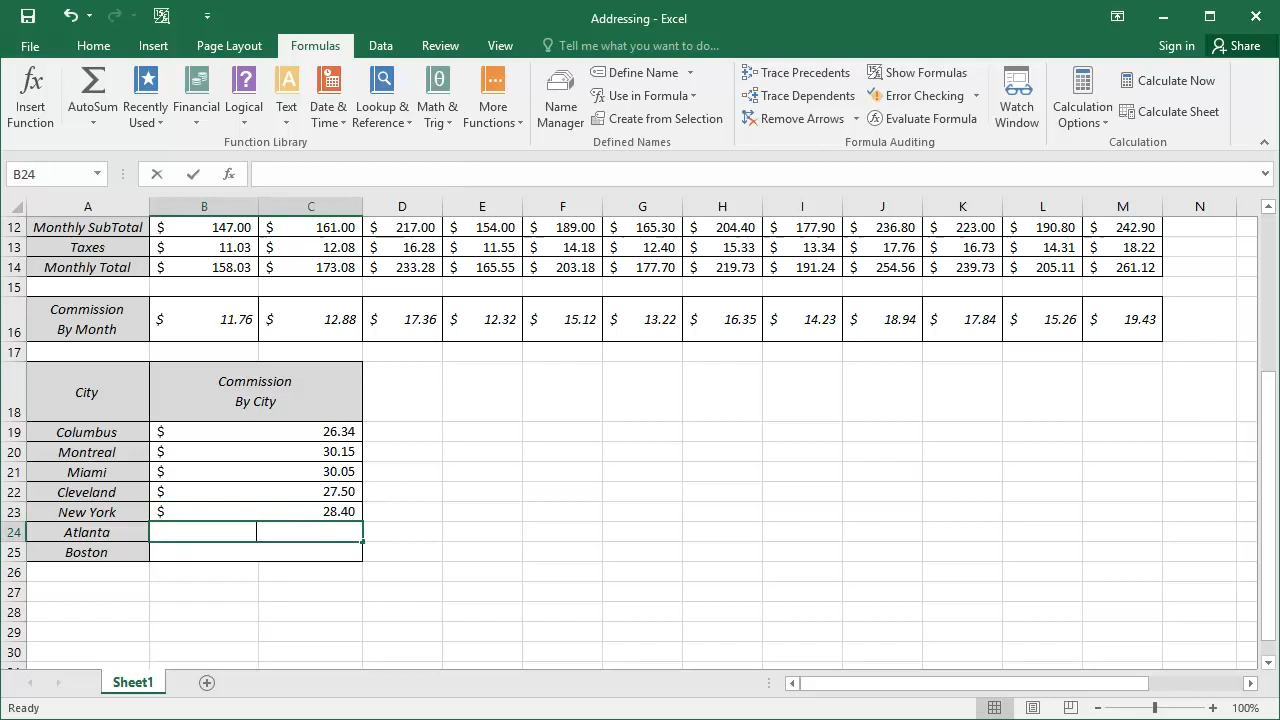 Addressing - Excel
File Home Insert Page Layout Formulas Data Review View Tell me what you want to do... Sign in Share
Insert Function AutoSum Recently Used Financial Logical Text Date & Time Lookup & Reference Math & Trig More Functions Name Manager Define Name Use in Formula Create from Selection Trace Precedents Trace Dependents Remove Arrows Show Formulas Error Checking Evaluate Formula Watch Window Calculation Options Calculate Now Calculate Sheet
Function Library Defined Names Formula Auditing Calculation
B24 fx
A B C D E F G H I J K L M N
12 Monthly SubTotal $ 147.00 $ 161.00 $ 217.00 $ 154.00 $ 189.00 $ 165.30 $ 204.40 $ 177.90 $ 236.80 $ 223.00 $ 190.80 $ 242.90
13 Taxes $ 11.03 $ 12.08 $ 16.28 $ 11.55 $ 14.18 $ 12.40 $ 15.33 $ 13.34 $ 17.76 $ 16.73 $ 14.31 $ 18.22
14 Monthly Total $ 158.03 $ 173.08 $ 233.28 $ 165.55 $ 203.18 $ 177.70 $ 219.73 $ 191.24 $ 254.56 $ 239.73 $ 205.11 $ 261.12
15
16 Commission By Month $ 11.76 $ 12.88 $ 17.36 $ 12.32 $ 15.12 $ 13.22 $ 16.35 $ 14.23 $ 18.94 $ 17.84 $ 15.26 $ 19.43
17
18 City Commission By City
19 Columbus $ 26.34
20 Montreal $ 30.15
21 Miami $ 30.05
22 Cleveland $ 27.50
23 New York $ 28.40
24 Atlanta
25 Boston
26
27
28
29
30
Sheet1
Ready 100%